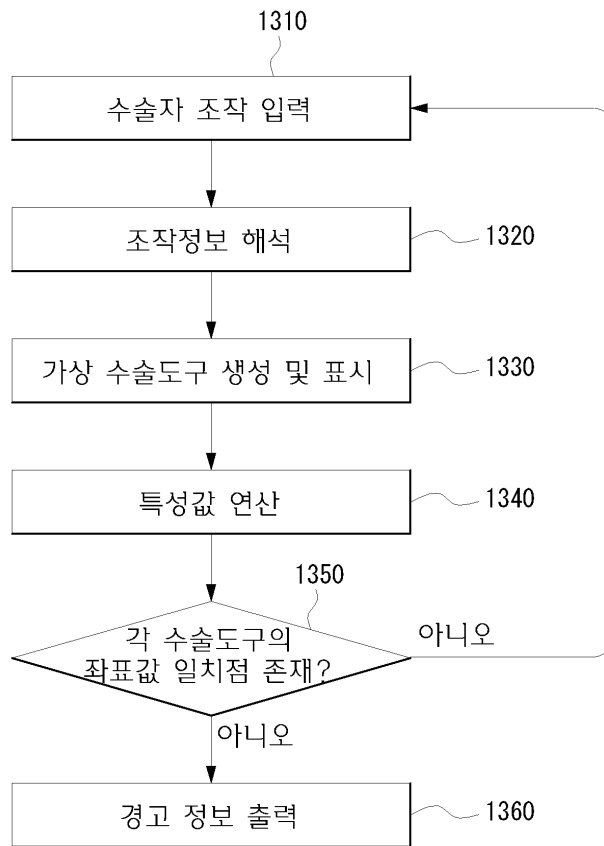 1310
수술자 조작 입력
조작정보 해석
1320
가상 수술도구 생성 및 표시
1330
특성값 연산
1340
1350
각 수술도구의
좌표값 일치점 존재?
아니오
아니오
경고 정보 출력
1360